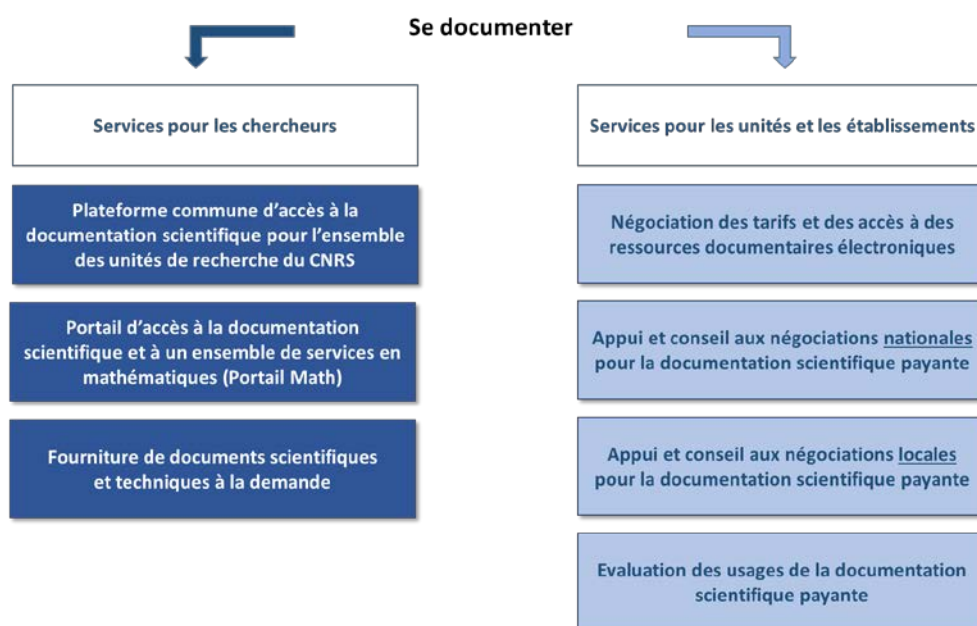 Se documenter
Services pour les chercheurs
Plateforme commune d'accès à la
documentation scientifique pour l'ensemble
des unités de recherche du CNRS
Portail d'accès à la documentation
scientifique et à un ensemble de services en
mathématiques (Portail Math)
Fourniture de documents scientifiques
et techniques à la demande
Services pour les unités et les établissements
Négociation des tarifs et des accès à des
ressources documentaires électroniques
Appui et conseil aux négociations nationales
pour la documentation scientifique payante
Appui et conseil aux négociations locales
pour la documentation scientifique payante
Evaluation des usages de la documentation
scientifique payante